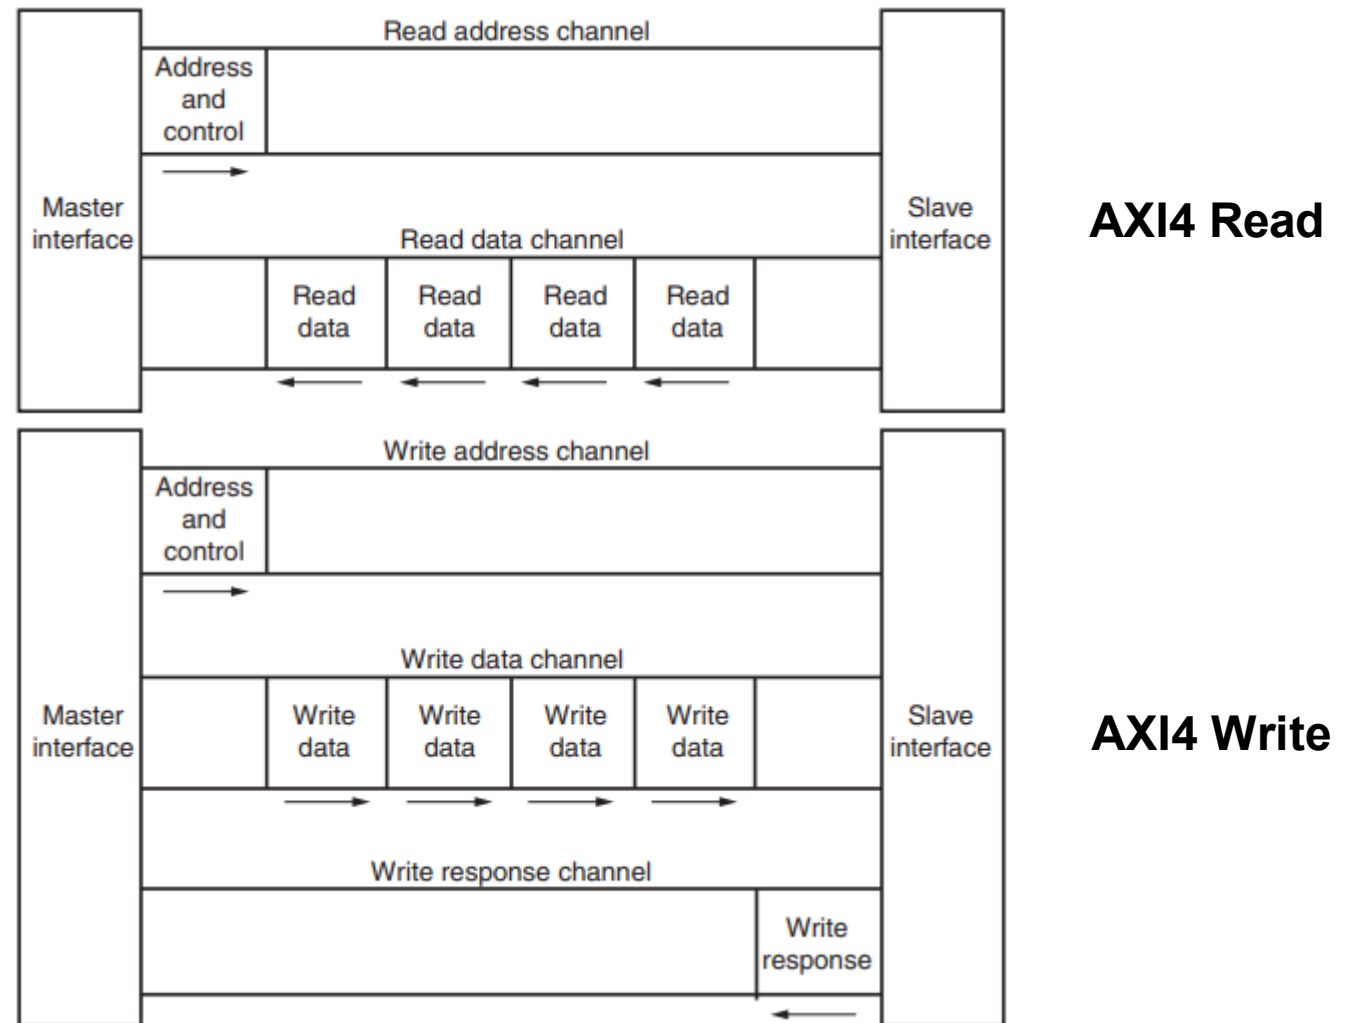 Read address channel
Address
and
control
Master
interface
Slave
interface
AXI4 Read
Read data channel
Read
data
Read
data
Read
data
Read
data
Write address channel
Address
and
control
Write data channel
Master
interface
Write
data
Write
data
Write
data
Write
data
Slave
interface
AXI4 Write
Write response channel
Write
response